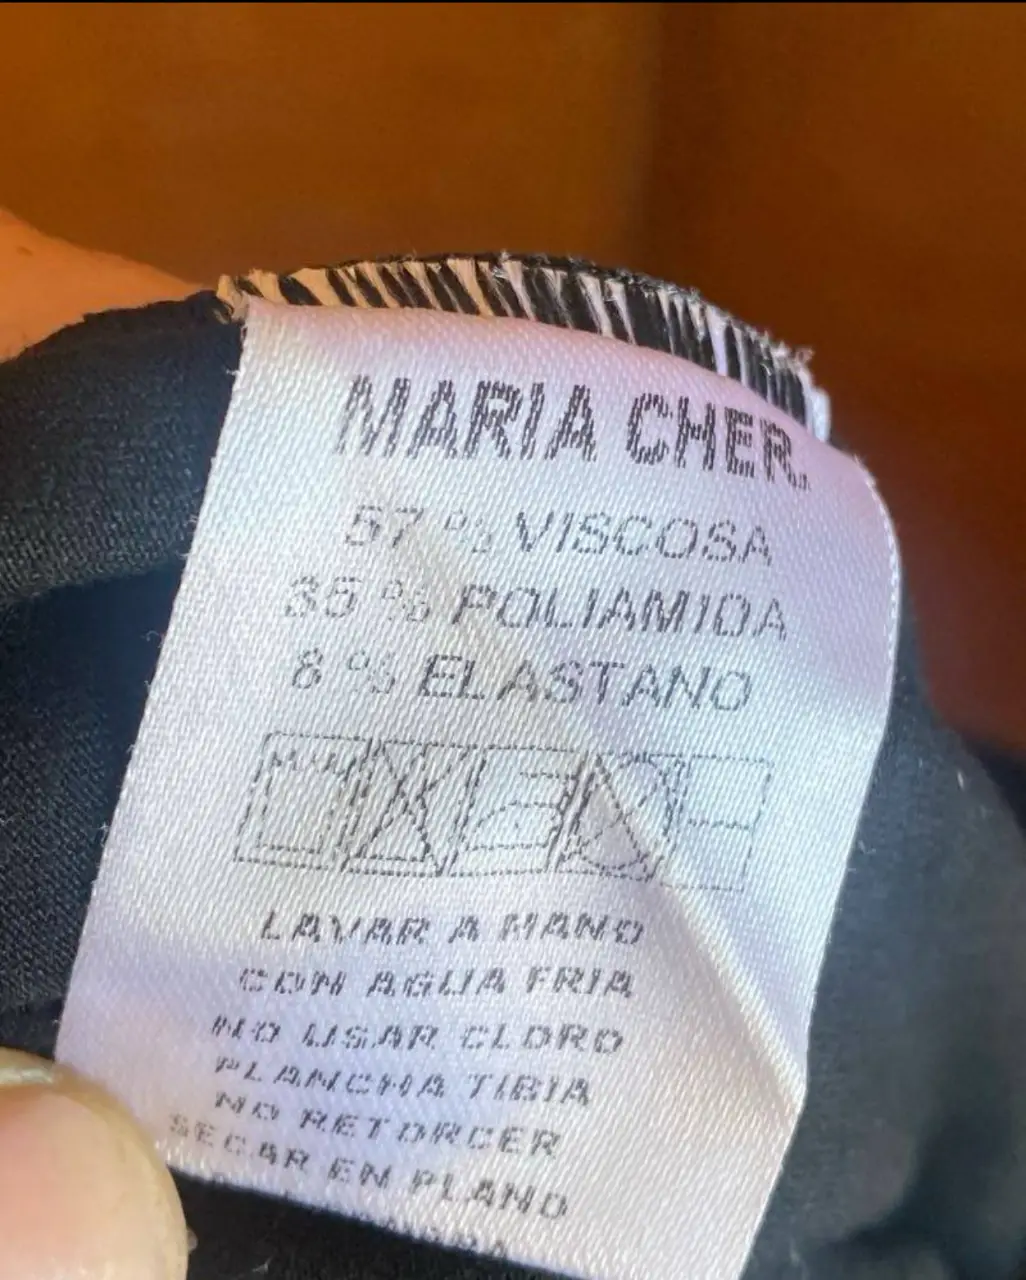 MARIA CHER.
57 % VISCOSA
35 % POLIAMIDA
8 % ELASTANO
LAVAR A MANO
CON AGUA FRIA
NO USAR CLORO
PLANCHA TIBIA
NO RETORCER
SECAR EN PLANO